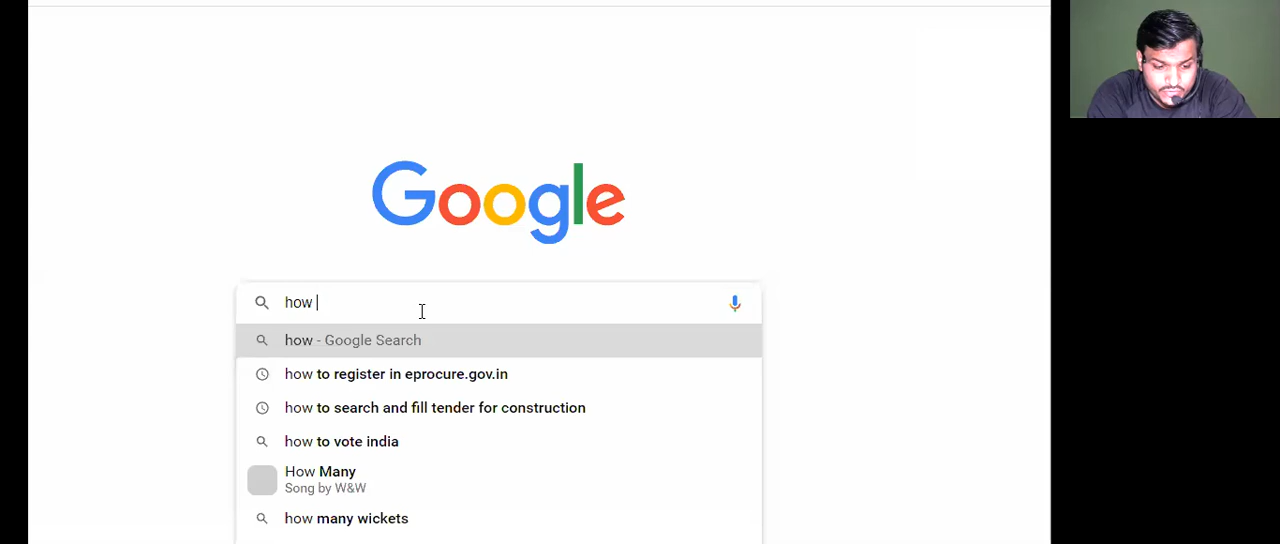 Google
how
how - Google Search
how to register in eprocure.gov.in
how to search and fill tender for construction
how to vote india
How Many
Song by W&W
how many wickets